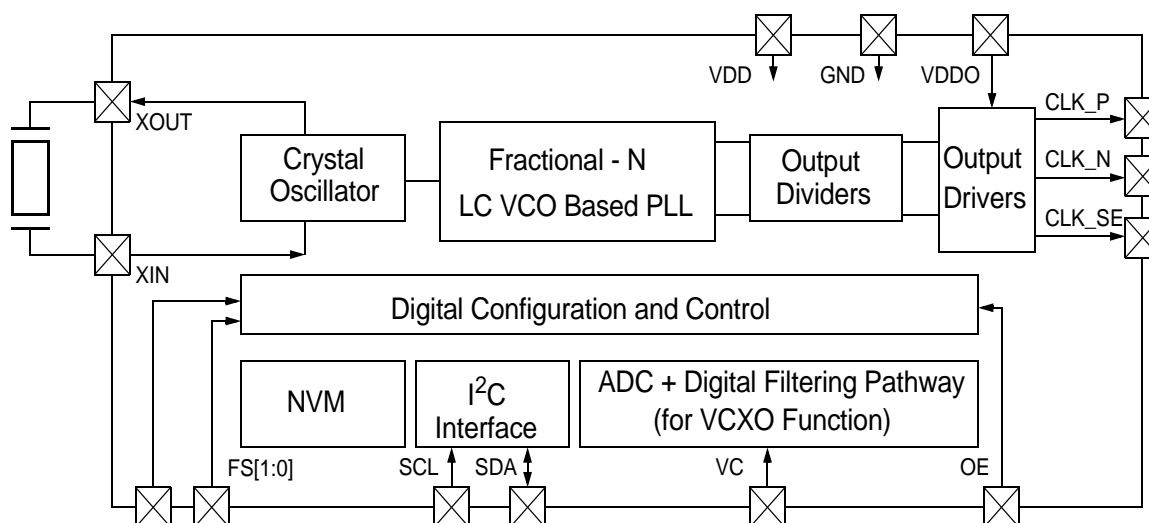 VDD
GND
VDDO
XOUT
CLK_P
Crystal
Oscillator
Fractional - N
LC VCO Based PLL
Output
Dividers
Output
Drivers
CLK_N
CLK_SE
XIN
Digital Configuration and Control
NVM
I²C
Interface
ADC + Digital Filtering Pathway
(for VCXO Function)
FS[1:0]
SCL
SDA
VC
OE